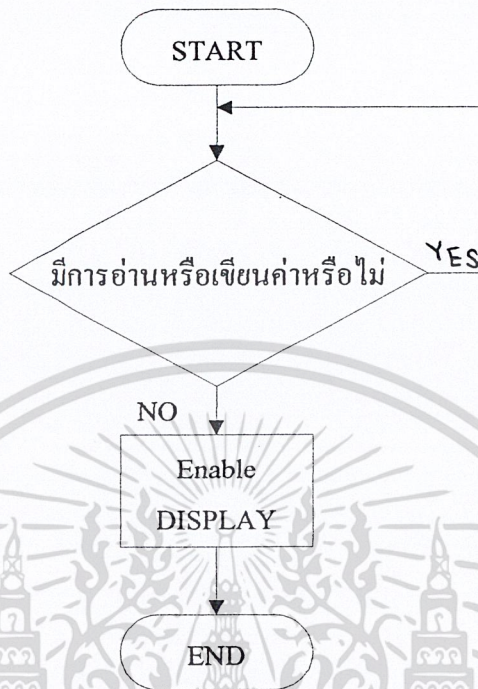 START
มีการอ่านหรือเขียนค่าหรือไม่
YES
NO
Enable
DISPLAY
END